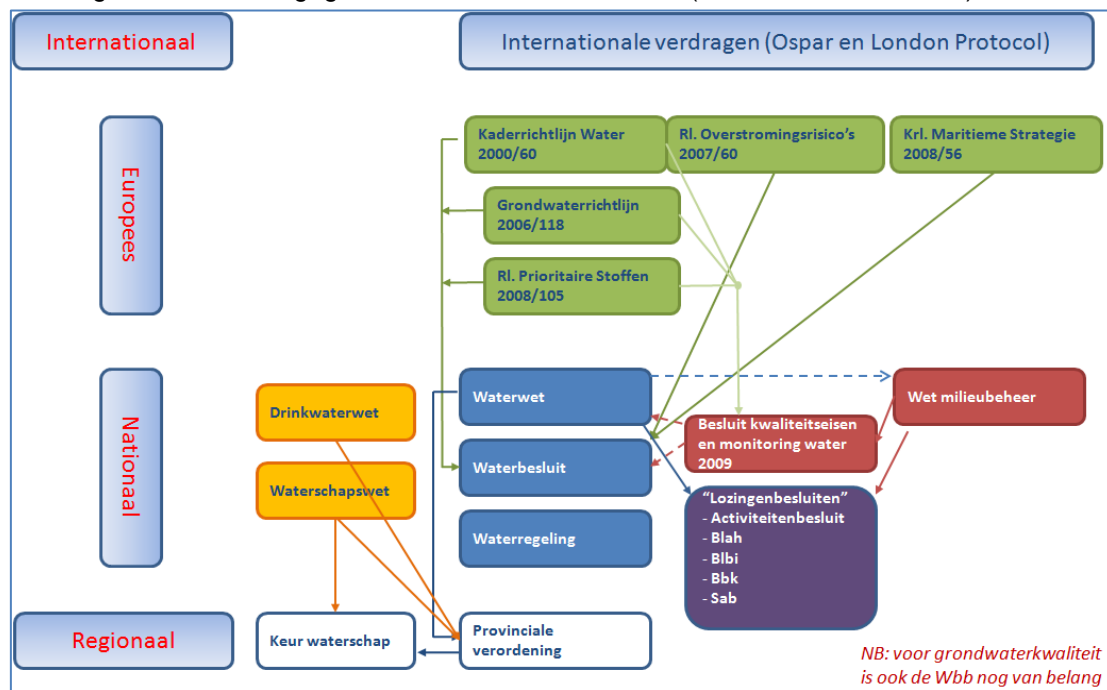 Internationaal
Internationale verdragen (Ospar en London Protocol)
Europees
Kaderrichtlijn Water
2000/60
Rl. Overstromingsrisico's
2007/60
Krl. Maritieme Strategie
2008/56
Grondwaterrichtlijn
2006/118
Rl. Prioritaire Stoffen
2008/105
Nationaal
Drinkwaterwet
Waterwet
Wet milieubeheer
Besluit kwaliteitseisen
en monitoring water
2009
Waterschapswet
Waterbesluit
"Lozingenbesluiten"
- Activiteitenbesluit
- Blah
- Blbi
- Bbk
- Sab
Waterregeling
Regionaal
Keur waterschap
Provinciale
verordening
NB: voor grondwaterkwaliteit
is ook de Wbb nog van belang